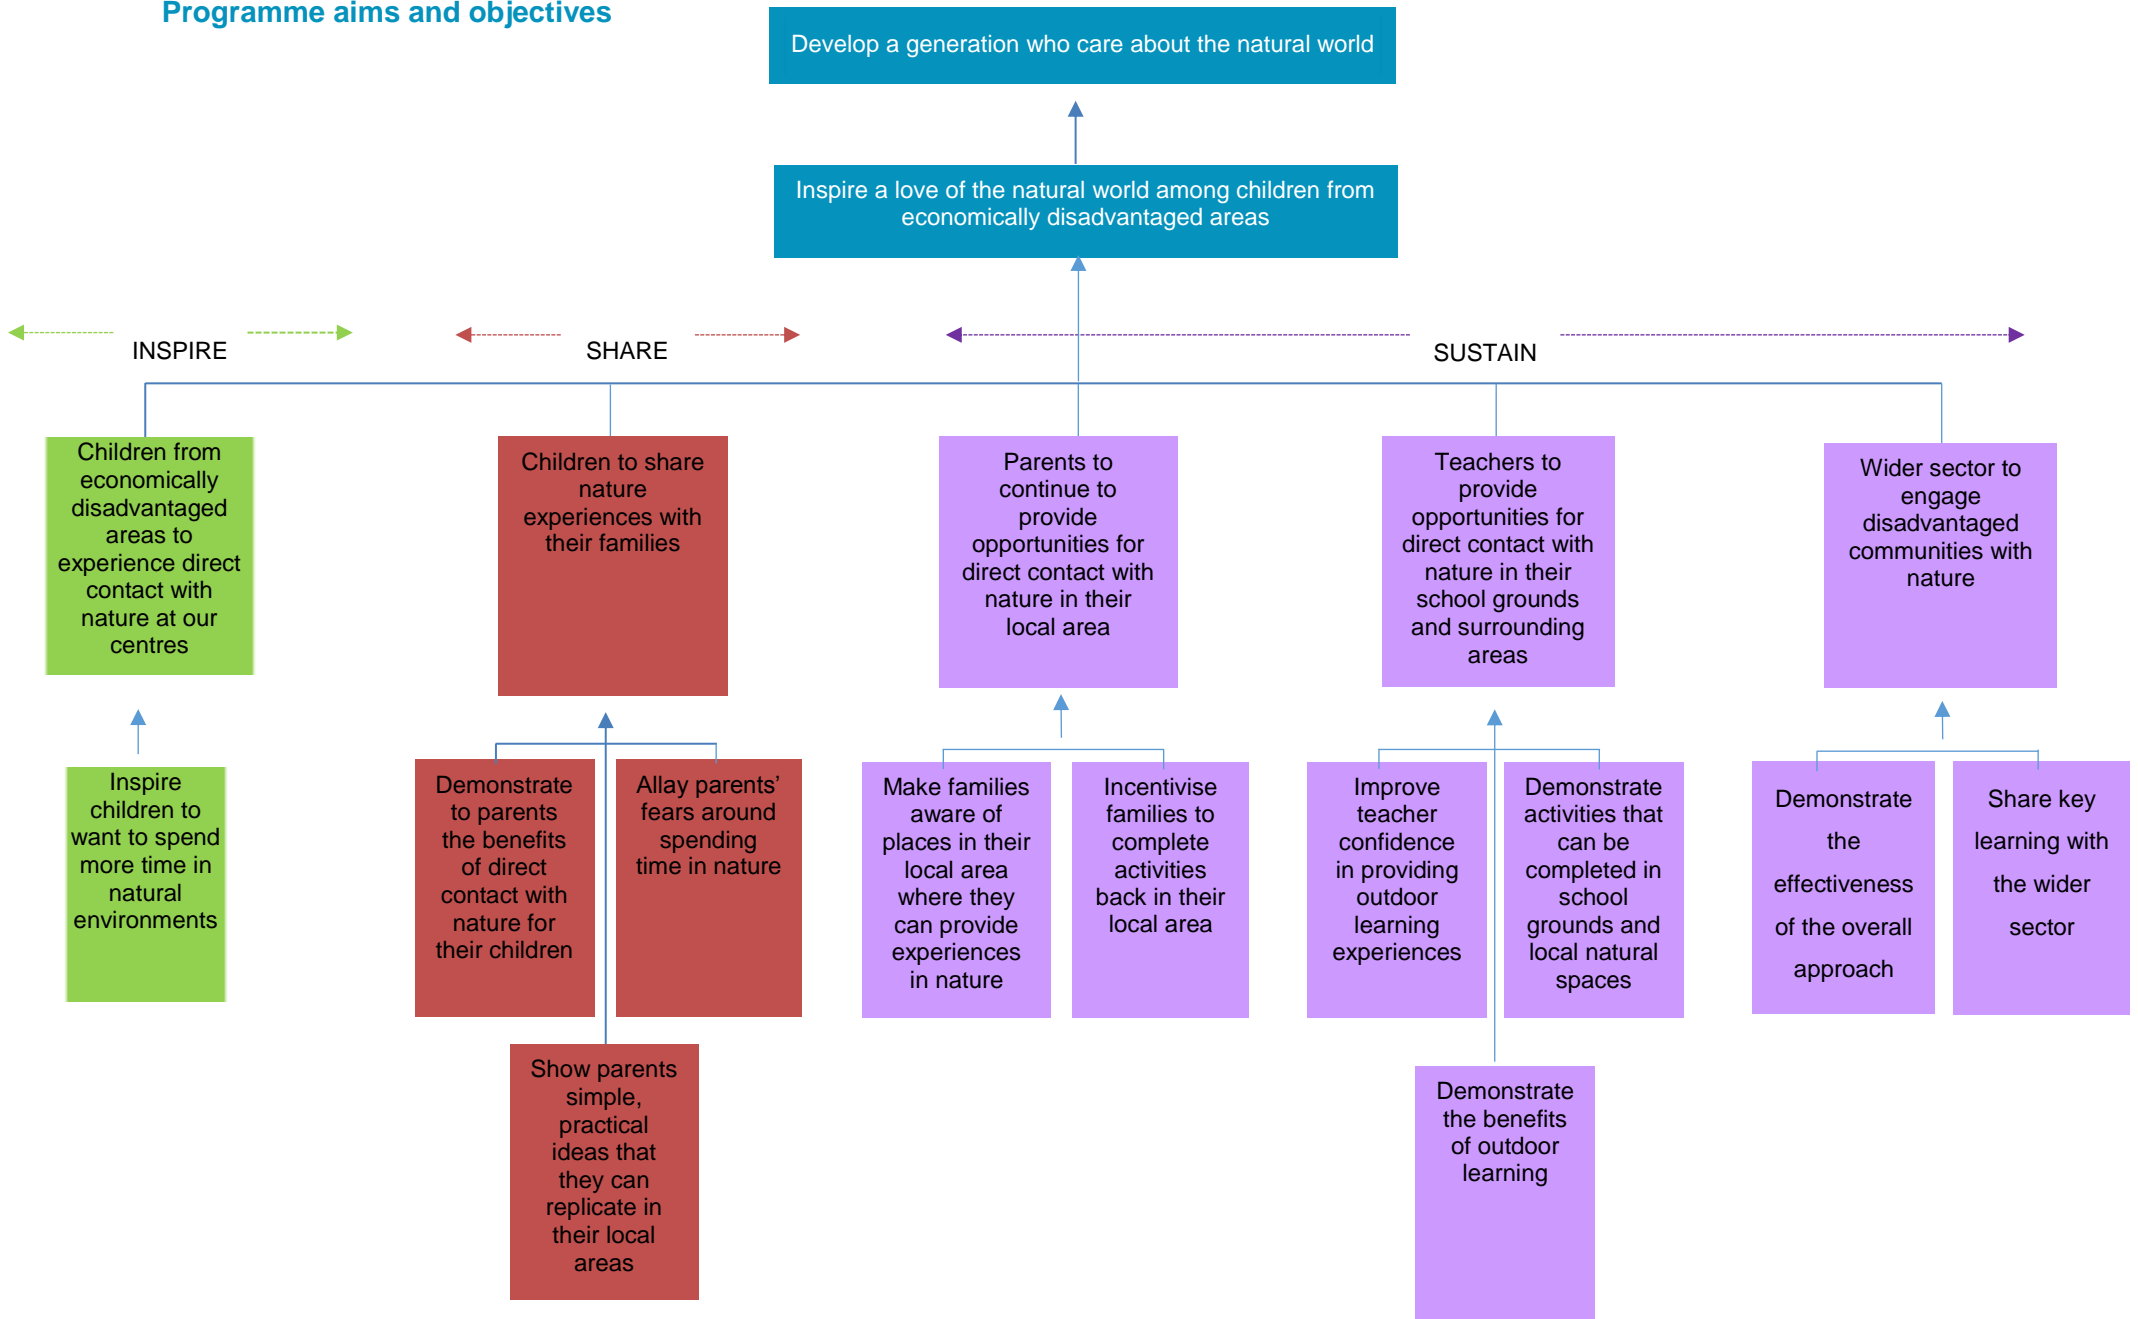 Programme aims and objectives
Develop a generation who care about the natural world
Inspire a love of the natural world among children from
economically disadvantaged areas
INSPIRE
SHARE
SUSTAIN
Children from
economically
disadvantaged
areas to
experience direct
contact with
nature at our
centres
Children to share
nature
experiences with
their families
Parents to
continue to
provide
opportunities for
direct contact with
nature in their
local area
Teachers to
provide
opportunities for
direct contact with
nature in their
school grounds
and surrounding
areas
Wider sector to
engage
disadvantaged
communities with
nature
Inspire
children to
want to spend
more time in
natural
environments
Demonstrate
to parents
the benefits
of direct
contact with
nature for
their children
Allay parents’
fears around
spending
time in nature
Make families
aware of
places in their
local area
where they
can provide
experiences
in nature
Incentivise
families to
complete
activities
back in their
local area
Improve
teacher
confidence
in providing
outdoor
learning
experiences
Demonstrate
activities that
can be
completed in
school
grounds and
local natural
spaces
Demonstrate
the
effectiveness
of the overall
approach
Share key
learning with
the wider
sector
Show parents
simple,
practical
ideas that
they can
replicate in
their local
areas
Demonstrate
the benefits
of outdoor
learning